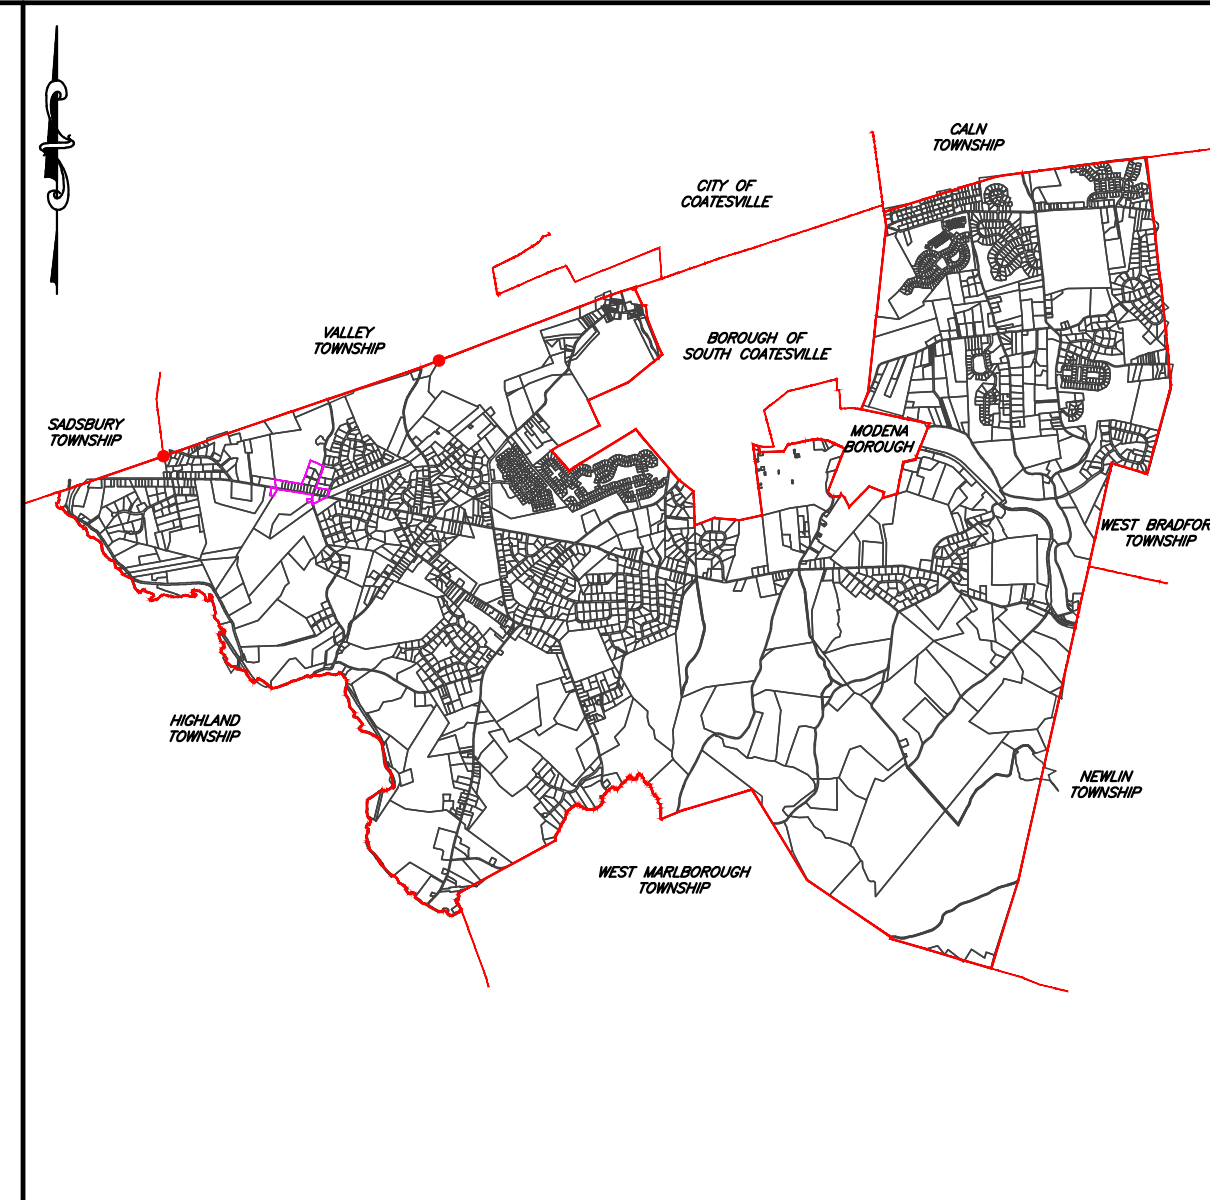 CALN
TOWNSHIP
CITY OF
COATESVILLE
VALLEY
TOWNSHIP
BOROUGH OF
SOUTH COATESVILLE
SADSBURY
TOWNSHIP
MODENA
BOROUGH
WEST BRADFOR
TOWNSHIP
HIGHLAND
TOWNSHIP
NEWLIN
TOWNSHIP
WEST MARLBOROUGH
TOWNSHIP